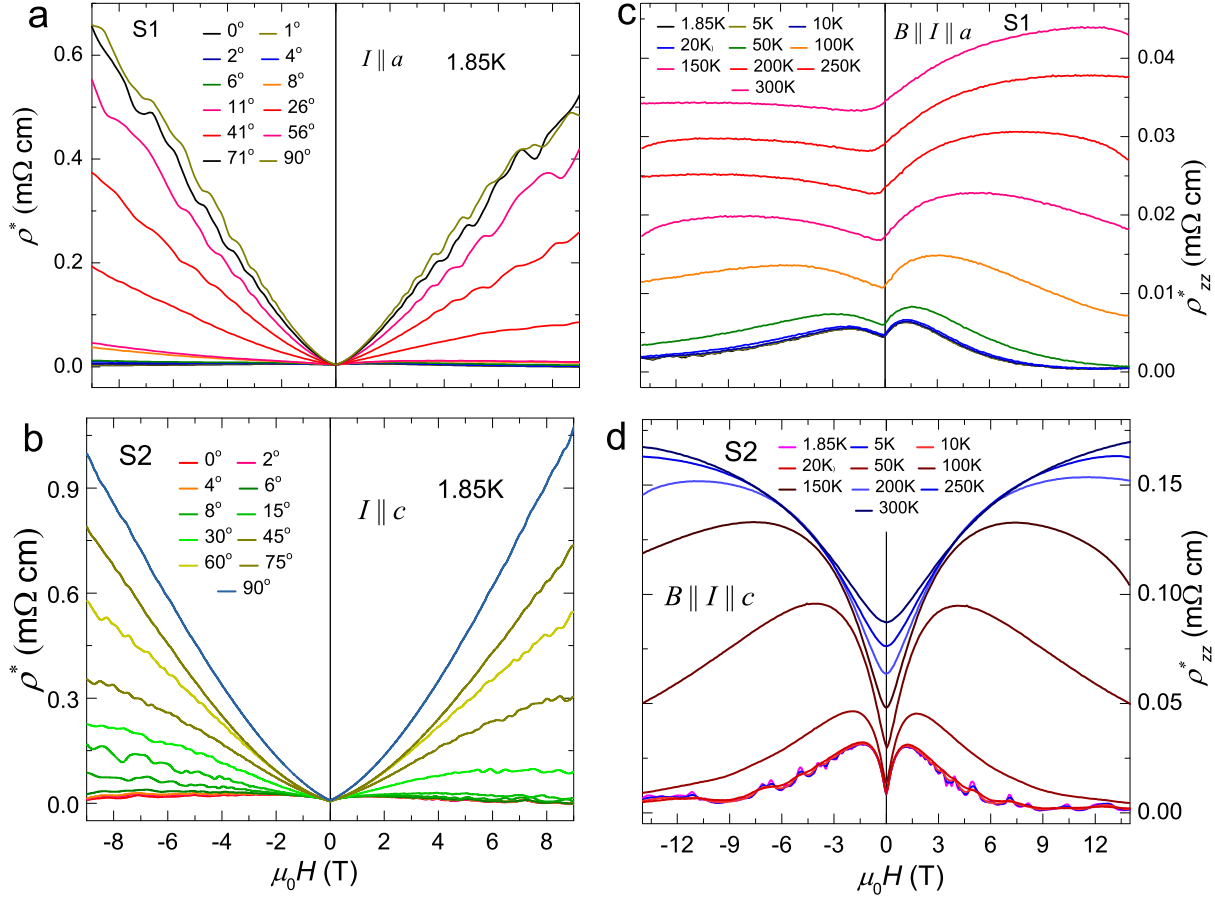 a
S1
0° 1°
2° 4°
6° 8°
11° 26°
41° 56°
71° 90°
I || a 1.85K
0.6
0.4
0.2
0.0
ρ* (mΩ cm)
b
S2
0° 2°
4° 6°
8° 15°
30° 45°
60° 75°
90°
1.85K
I || c
0.9
0.6
0.3
0.0
ρ* (mΩ cm)
-8 -6 -4 -2 0 2 4 6 8
μ₀H (T)
c
1.85K 5K 10K
20K 50K 100K
150K 200K 250K
300K
B || I || a
S1
0.04
0.03
0.02
0.01
0.00
ρ*zz (mΩ cm)
d
S2
1.85K 5K 10K
20K 50K 100K
150K 200K 250K
300K
B || I || c
0.15
0.10
0.05
0.00
ρ*zz (mΩ cm)
-12 -9 -6 -3 0 3 6 9 12
μ₀H (T)